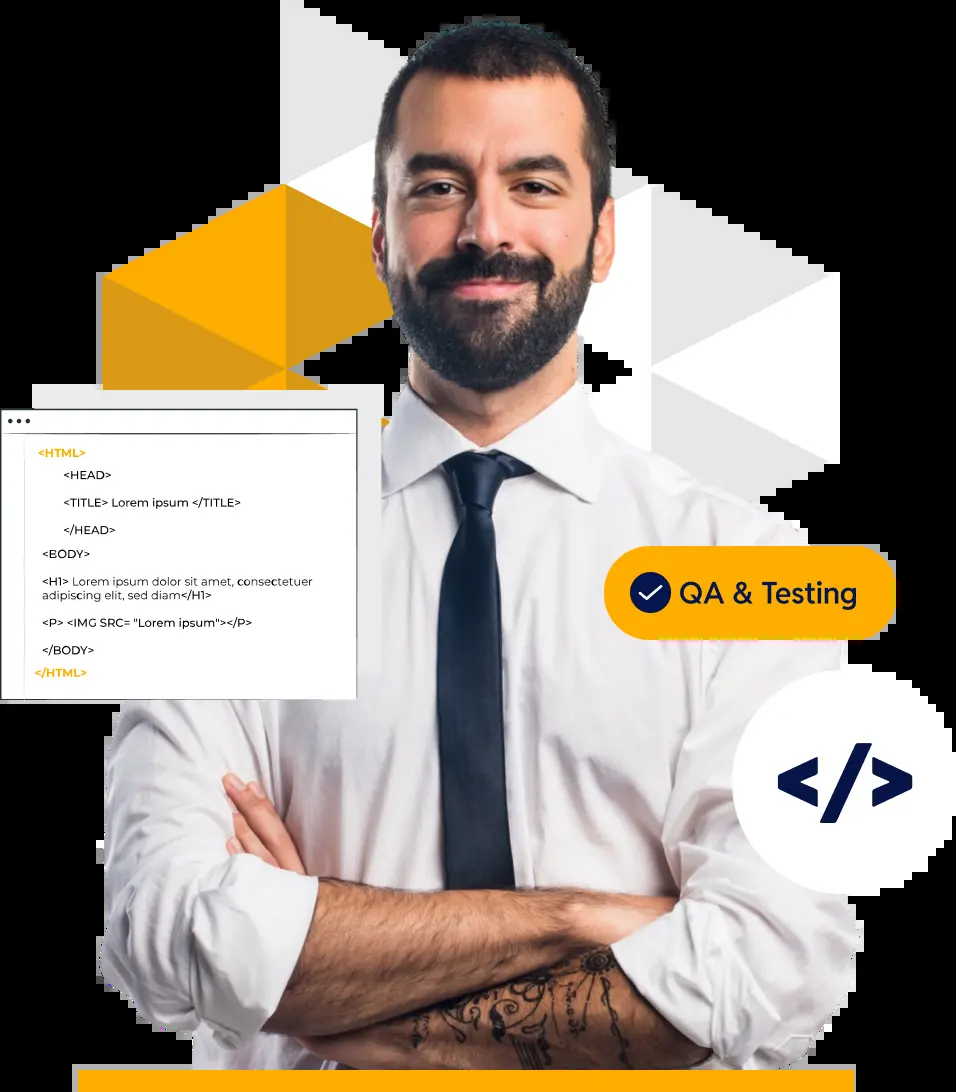 <HTML>
<HEAD>
<TITLE> Lorem ipsum </TITLE>
</HEAD>
<BODY>
<H1> Lorem ipsum dolor sit amet, consectetuer
adipiscing elit, sed diam</H1>
<P> <IMG SRC= "Lorem ipsum"></P>
</BODY>
</HTML>
QA & Testing
</>